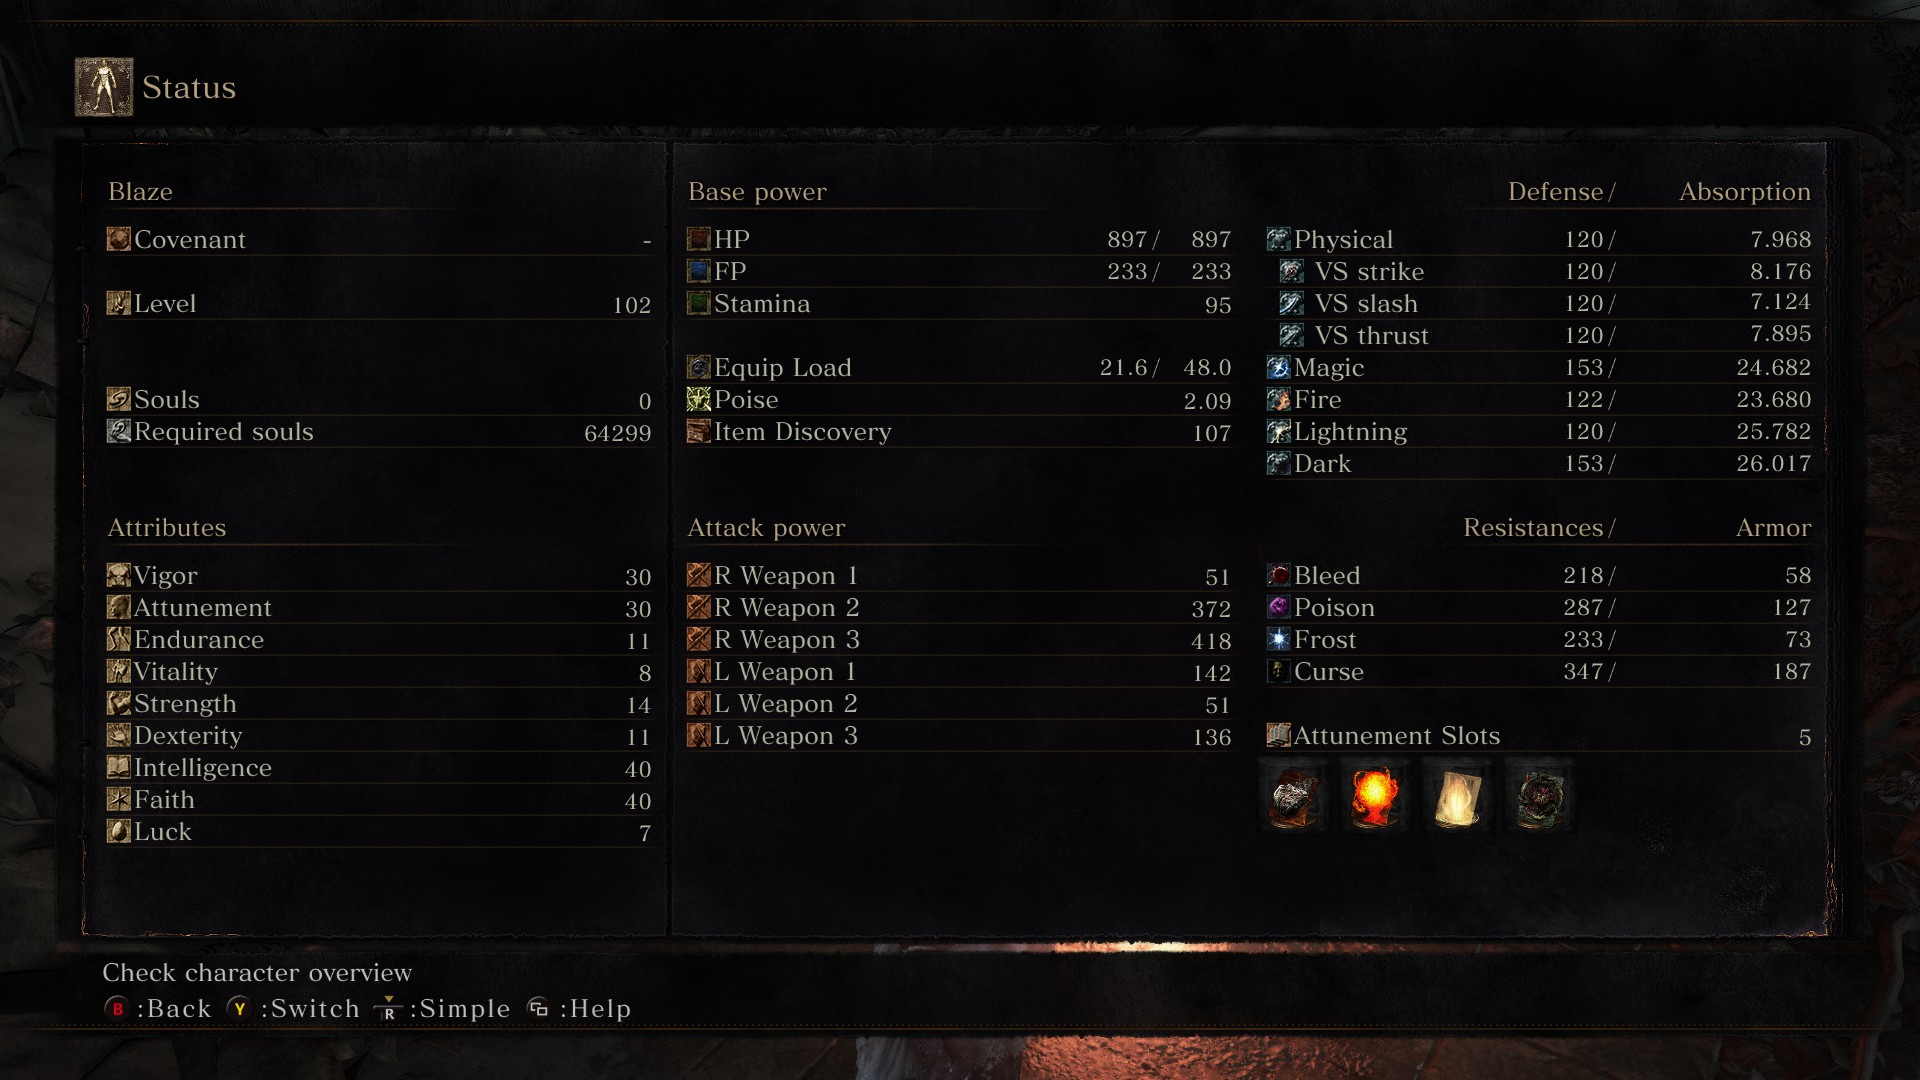 Status
Blaze
Covenant -
Level 102
Souls 0
Required souls 64299
Attributes
Vigor 30
Attunement 30
Endurance 11
Vitality 8
Strength 14
Dexterity 11
Intelligence 40
Faith 40
Luck 7
Base power
HP 897/ 897
FP 233/ 233
Stamina 95
Equip Load 21.6/ 48.0
Poise 2.09
Item Discovery 107
Attack power
R Weapon 1 51
R Weapon 2 372
R Weapon 3 418
L Weapon 1 142
L Weapon 2 51
L Weapon 3 136
Defense/ Absorption
Physical 120/ 7.968
VS strike 120/ 8.176
VS slash 120/ 7.124
VS thrust 120/ 7.895
Magic 153/ 24.682
Fire 122/ 23.680
Lightning 120/ 25.782
Dark 153/ 26.017
Resistances/ Armor
Bleed 218/ 58
Poison 287/ 127
Frost 233/ 73
Curse 347/ 187
Attunement Slots 5
Check character overview
B :Back Y :Switch R :Simple :Help